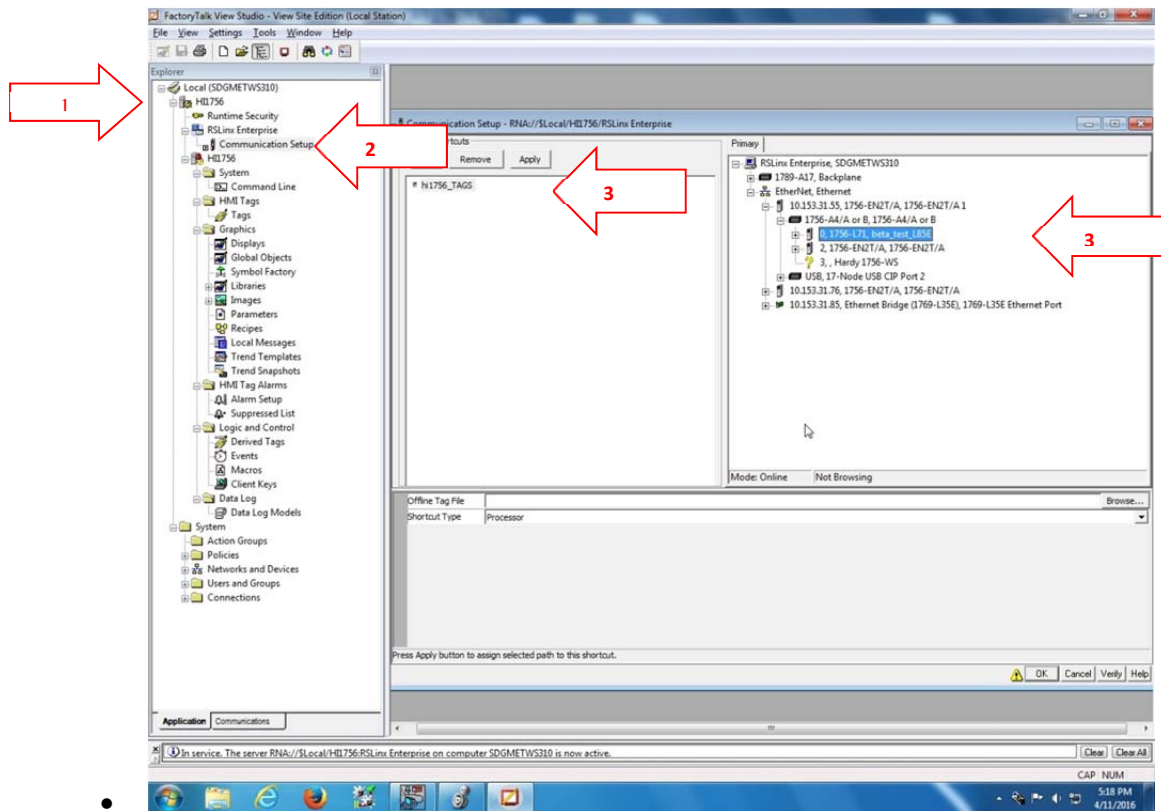 FactoryTalk View Studio - View Site Edition (Local Station)
File View Settings Tools Window Help
Explorer
Local (SDGMETWS310)
HI1756
Runtime Security
RSLinx Enterprise
Communication Setup
HI1756
System
Command Line
HMI Tags
Tags
Graphics
Displays
Global Objects
Symbol Factory
Libraries
Images
Parameters
Recipes
Local Messages
Trend Templates
Trend Snapshots
HMI Tag Alarms
Alarm Setup
Suppressed List
Logic and Control
Derived Tags
Events
Macros
Client Keys
Data Log
Data Log Models
System
Action Groups
Policies
Networks and Devices
Users and Groups
Connections
Application Communications
1
2
3
3
Communication Setup - RNA://$Local/HI1756/RSLinx Enterprise
Remove Apply
hi1756_TAGS
Primary
RSLinx Enterprise, SDGMETWS310
1789-A17, Backplane
EtherNet, Ethernet
10.153.31.55, 1756-EN2T/A, 1756-EN2T/A 1
1756-A4/A or B, 1756-A4/A or B
0, 1756-L71, beta_test_L85E
2, 1756-EN2T/A, 1756-EN2T/A
3, , Hardy 1756-WS
USB, 17-Node USB CIP Port 2
10.153.31.76, 1756-EN2T/A, 1756-EN2T/A
10.153.31.85, Ethernet Bridge (1769-L35E), 1769-L35E Ethernet Port
Mode: Online Not Browsing
Offline Tag File Browse...
Shortcut Type Processor
Press Apply button to assign selected path to this shortcut.
OK Cancel Verify Help
In service. The server RNA://$Local/HI1756:RSLinx Enterprise on computer SDGMETWS310 is now active.
Clear Clear All
CAP NUM
5:18 PM
4/11/2016